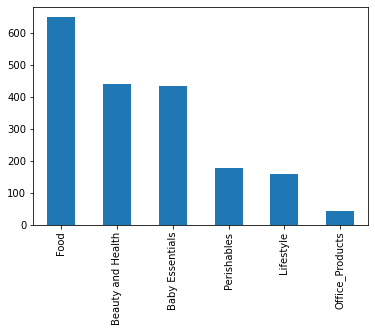 600
500
400
300
200
100
0
Food
Beauty and Health
Baby Essentials
Perishables
Lifestyle
Office_Products